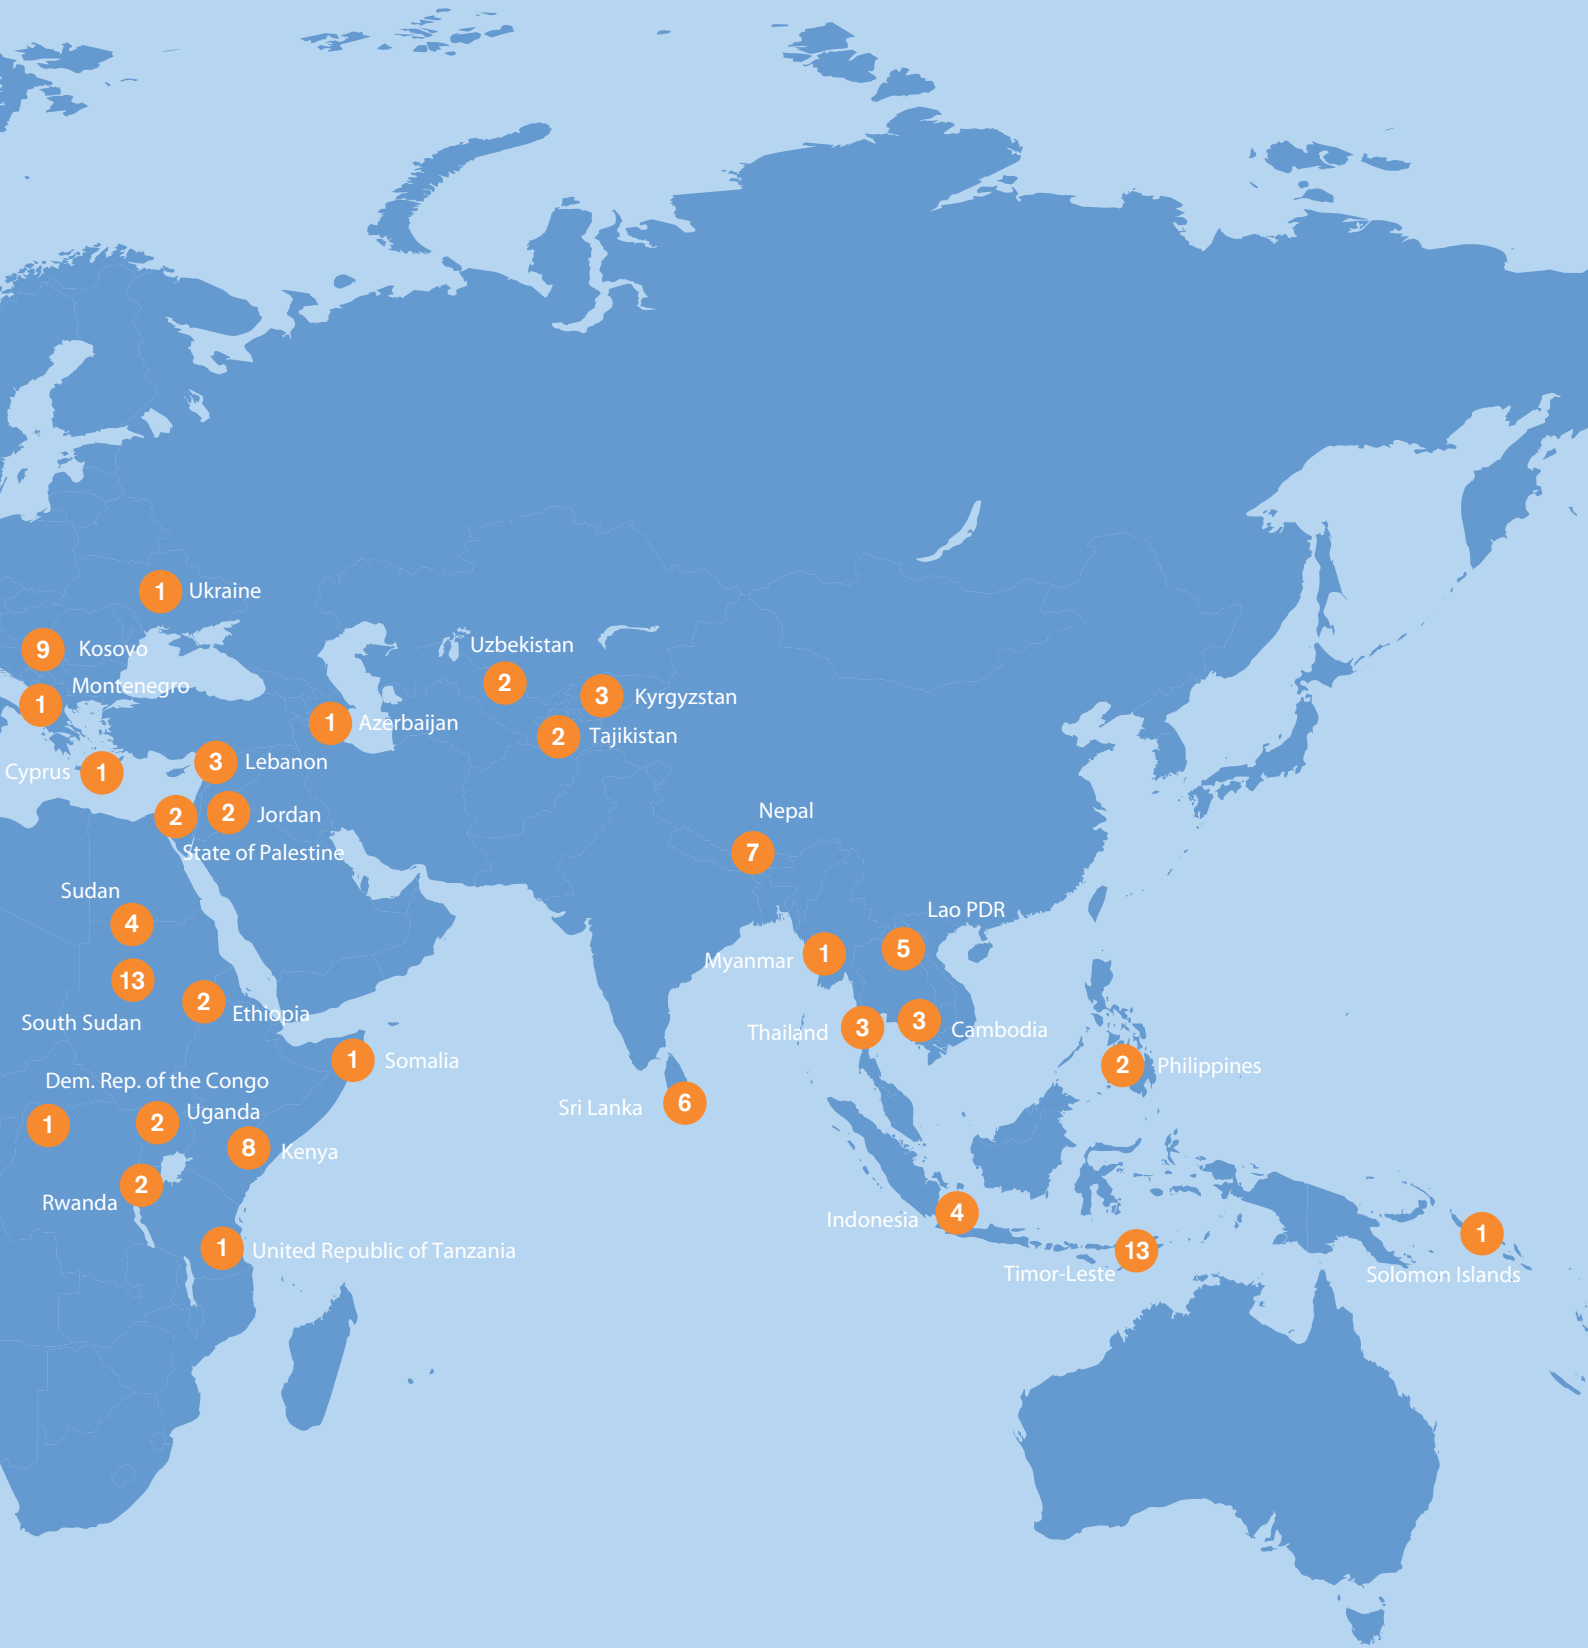 1 Ukraine
9 Kosovo
Montenegro
1
Uzbekistan
2
3 Kyrgyzstan
1 Azerbaijan
2 Tajikistan
Cyprus 1
3 Lebanon
2
2 Jordan
State of Palestine
Nepal
7
Sudan
4
Lao PDR
5
Myanmar 1
13
South Sudan
2 Ethiopia
Thailand 3
3 Cambodia
1 Somalia
2 Philippines
Dem. Rep. of the Congo
1
2 Uganda
Sri Lanka 6
8 Kenya
Rwanda 2
Indonesia 4
1 United Republic of Tanzania
13
Timor-Leste
1
Solomon Islands